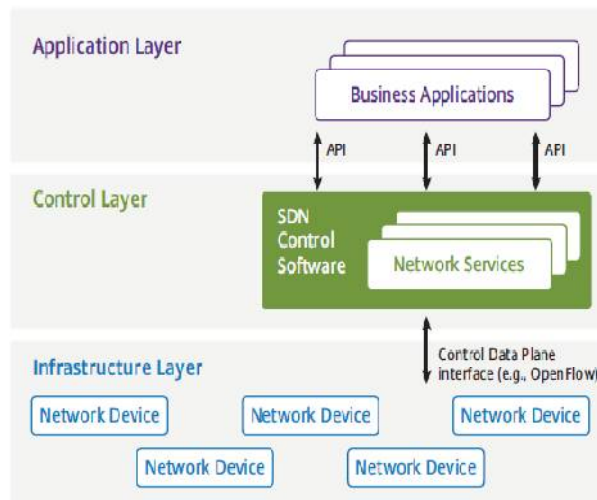 Application Layer
Business Applications
API API API
Control Layer
SDN
Control
Software
Network Services
Control Data Plane
interface (e.g., OpenFlow)
Infrastructure Layer
Network Device Network Device Network Device
Network Device Network Device